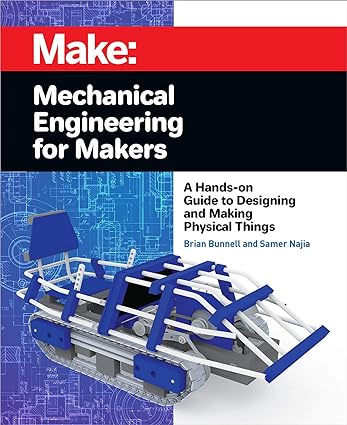 Make:
Mechanical
Engineering
for Makers
A Hands-on
Guide to Designing
and Making
Physical Things
Brian Bunnell and Samer Najia